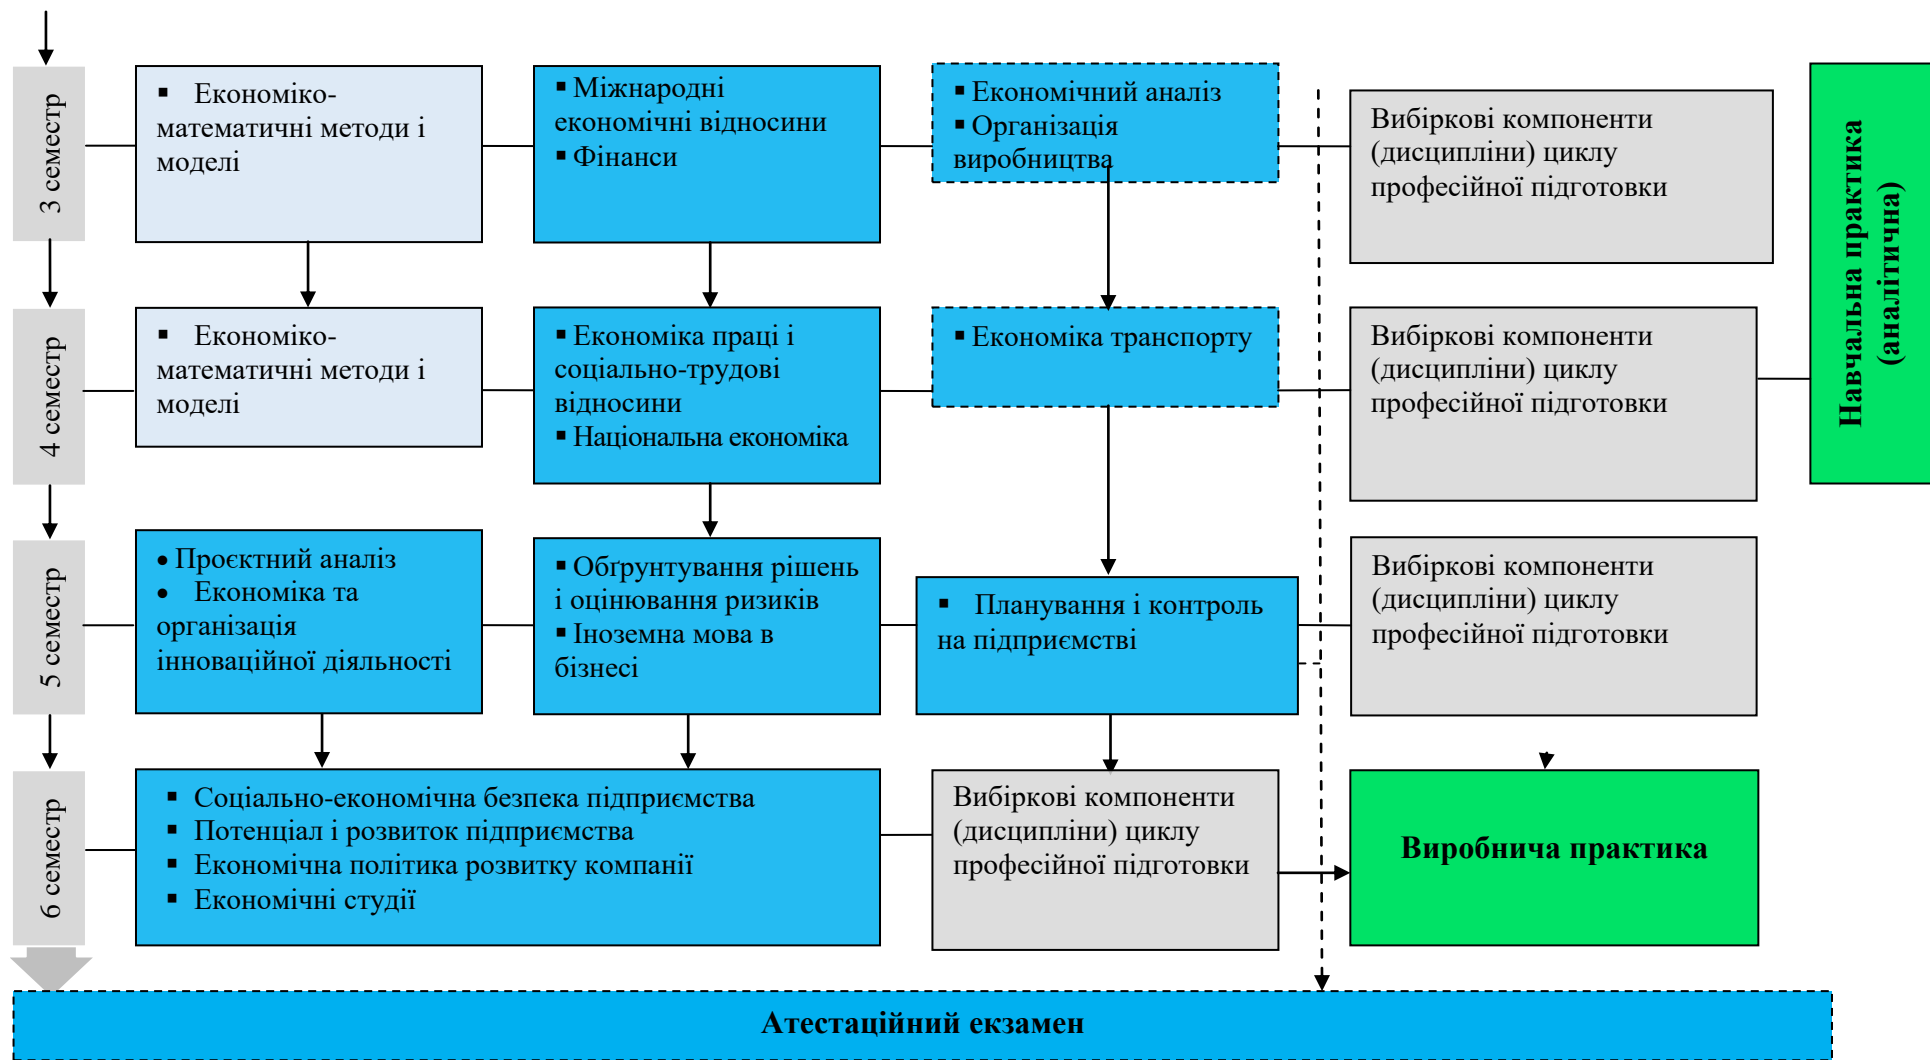 3 семестр
▪ Економіко-
математичні методи і
моделі
▪ Міжнародні
економічні відносини
▪ Фінанси
▪ Економічний аналіз
▪ Організація
виробництва
Вибіркові компоненти
(дисципліни) циклу
професійної підготовки
Навчальна практика
(аналітична)
4 семестр
▪ Економіко-
математичні методи і
моделі
▪ Економіка праці і
соціально-трудові
відносини
▪ Національна економіка
▪ Економіка транспорту
Вибіркові компоненти
(дисципліни) циклу
професійної підготовки
5 семестр
• Проєктний аналіз
• Економіка та
організація
інноваційної діяльності
▪ Обґрунтування рішень
і оцінювання ризиків
▪ Іноземна мова в
бізнесі
▪ Планування і контроль
на підприємстві
Вибіркові компоненти
(дисципліни) циклу
професійної підготовки
6 семестр
▪ Соціально-економічна безпека підприємства
▪ Потенціал і розвиток підприємства
▪ Економічна політика розвитку компанії
▪ Економічні студії
Вибіркові компоненти
(дисципліни) циклу
професійної підготовки
Виробнича практика
Атестаційний екзамен